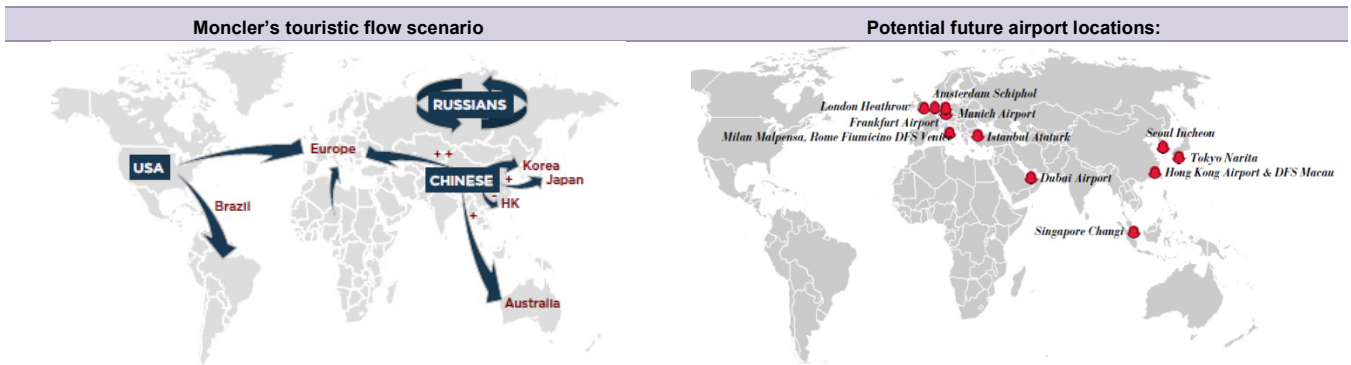 Moncler’s touristic flow scenario
Potential future airport locations:
RUSSIANS
Europe
USA
Brazil
++
CHINESE
Korea
+
Japan
-
HK
+
Australia
Amsterdam Schiphol
London Heathrow
Munich Airport
Frankfurt Airport
Milan Malpensa, Rome Fiumicino DFS Venice
Istanbul Ataturk
Seoul Incheon
Tokyo Narita
Hong Kong Airport & DFS Macau
Dubai Airport
Singapore Changi